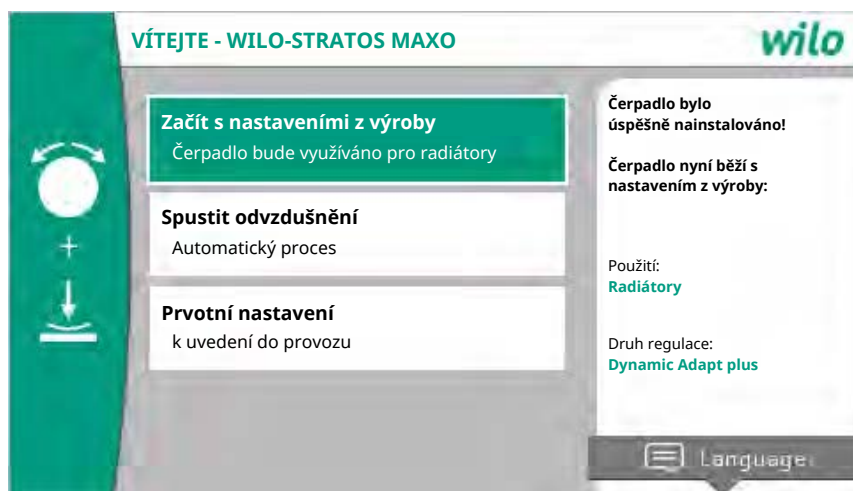 VÍTEJTE - WILO-STRATOS MAXO
wilo
Začít s nastaveními z výroby
Čerpadlo bude využíváno pro radiátory
Spustit odvzdušnění
Automatický proces
Prvotní nastavení
k uvedení do provozu
Čerpadlo bylo
úspěšně nainstalováno!
Čerpadlo nyní běží s
nastavením z výroby:
Použití:
Radiátory
Druh regulace:
Dynamic Adapt plus
Language